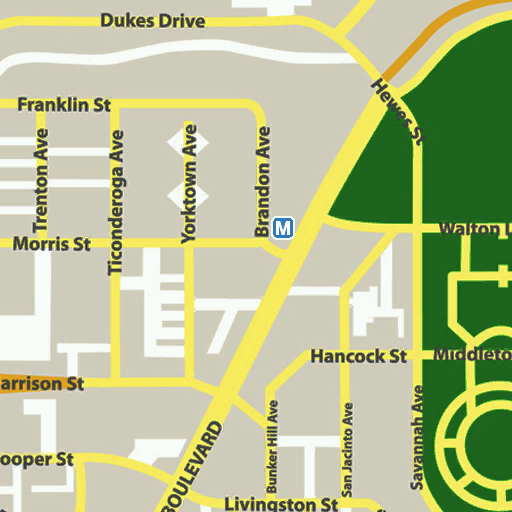 Dukes Drive
Hewes St
Franklin St
Trenton Ave
Ticonderoga Ave
Yorktown Ave
Brandon Ave
M
Walton L
Morris St
Hancock St
Middleto
arrison St
Bunker Hill Ave
San Jacinto Ave
Savannah Ave
BOULEVARD
ooper St
Livingston St